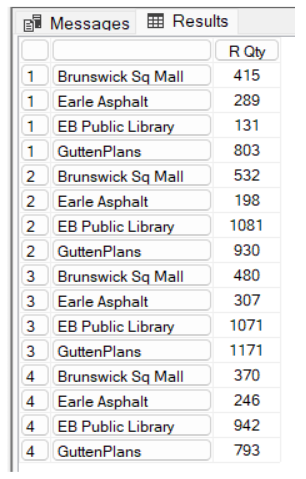 Messages Results
R Qty
1 Brunswick Sq Mall 415
1 Earle Asphalt 289
1 EB Public Library 131
1 GuttenPlans 803
2 Brunswick Sq Mall 532
2 Earle Asphalt 198
2 EB Public Library 1081
2 GuttenPlans 930
3 Brunswick Sq Mall 480
3 Earle Asphalt 307
3 EB Public Library 1071
3 GuttenPlans 1171
4 Brunswick Sq Mall 370
4 Earle Asphalt 246
4 EB Public Library 942
4 GuttenPlans 793